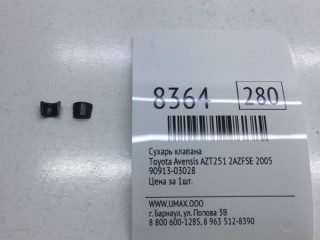 8364 280
Сухарь клапана
Toyota Avensis AZT251 2AZFSE 2005
90913-03028
Цена за 1шт.
WWW.UMAX.OOO
г. Барнаул, ул. Попова 3В
8 800 600-1285, 8 963 512-8390